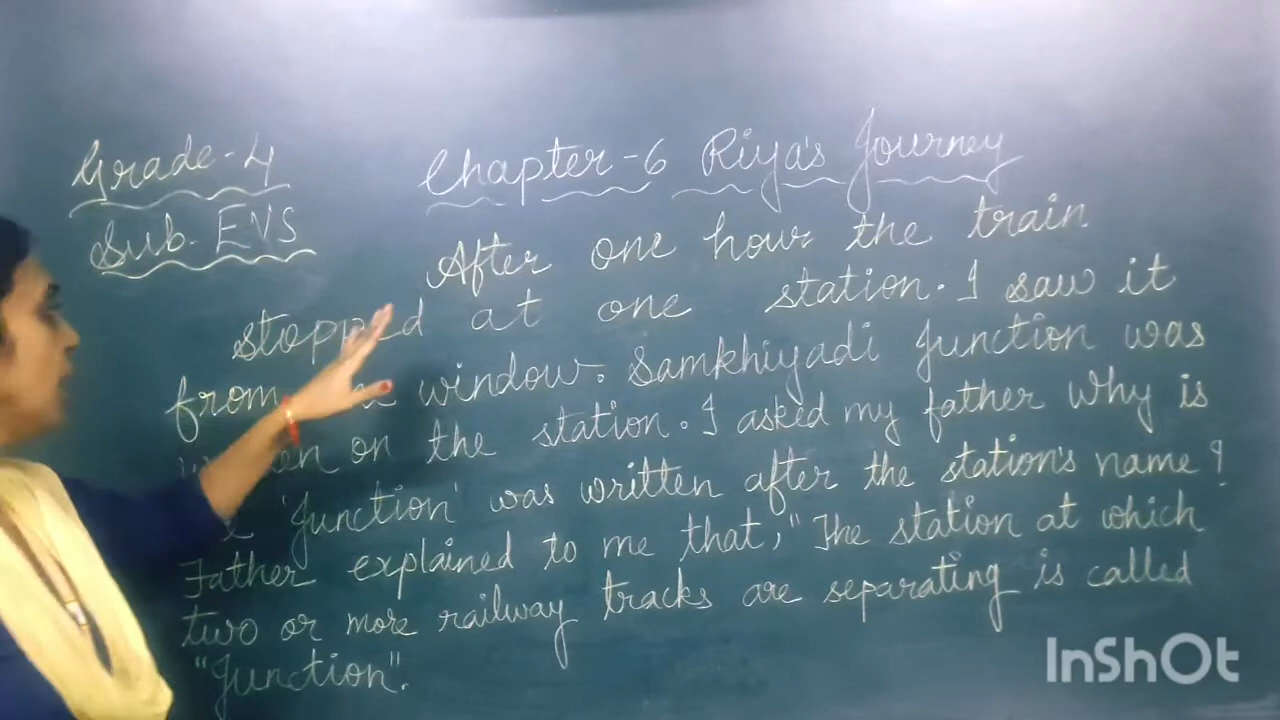 Grade-4
Sub. EVS
Chapter-6 Riya's Journey
After one hour the train
stopped at one station. I saw it
from window. Samkhiyadi Junction was
on the station. I asked my father Why is
'Junction' was written after the station's name?
Father explained to me that, "The station at which
two or more railway tracks are separating is called
"Junction".
InShOt